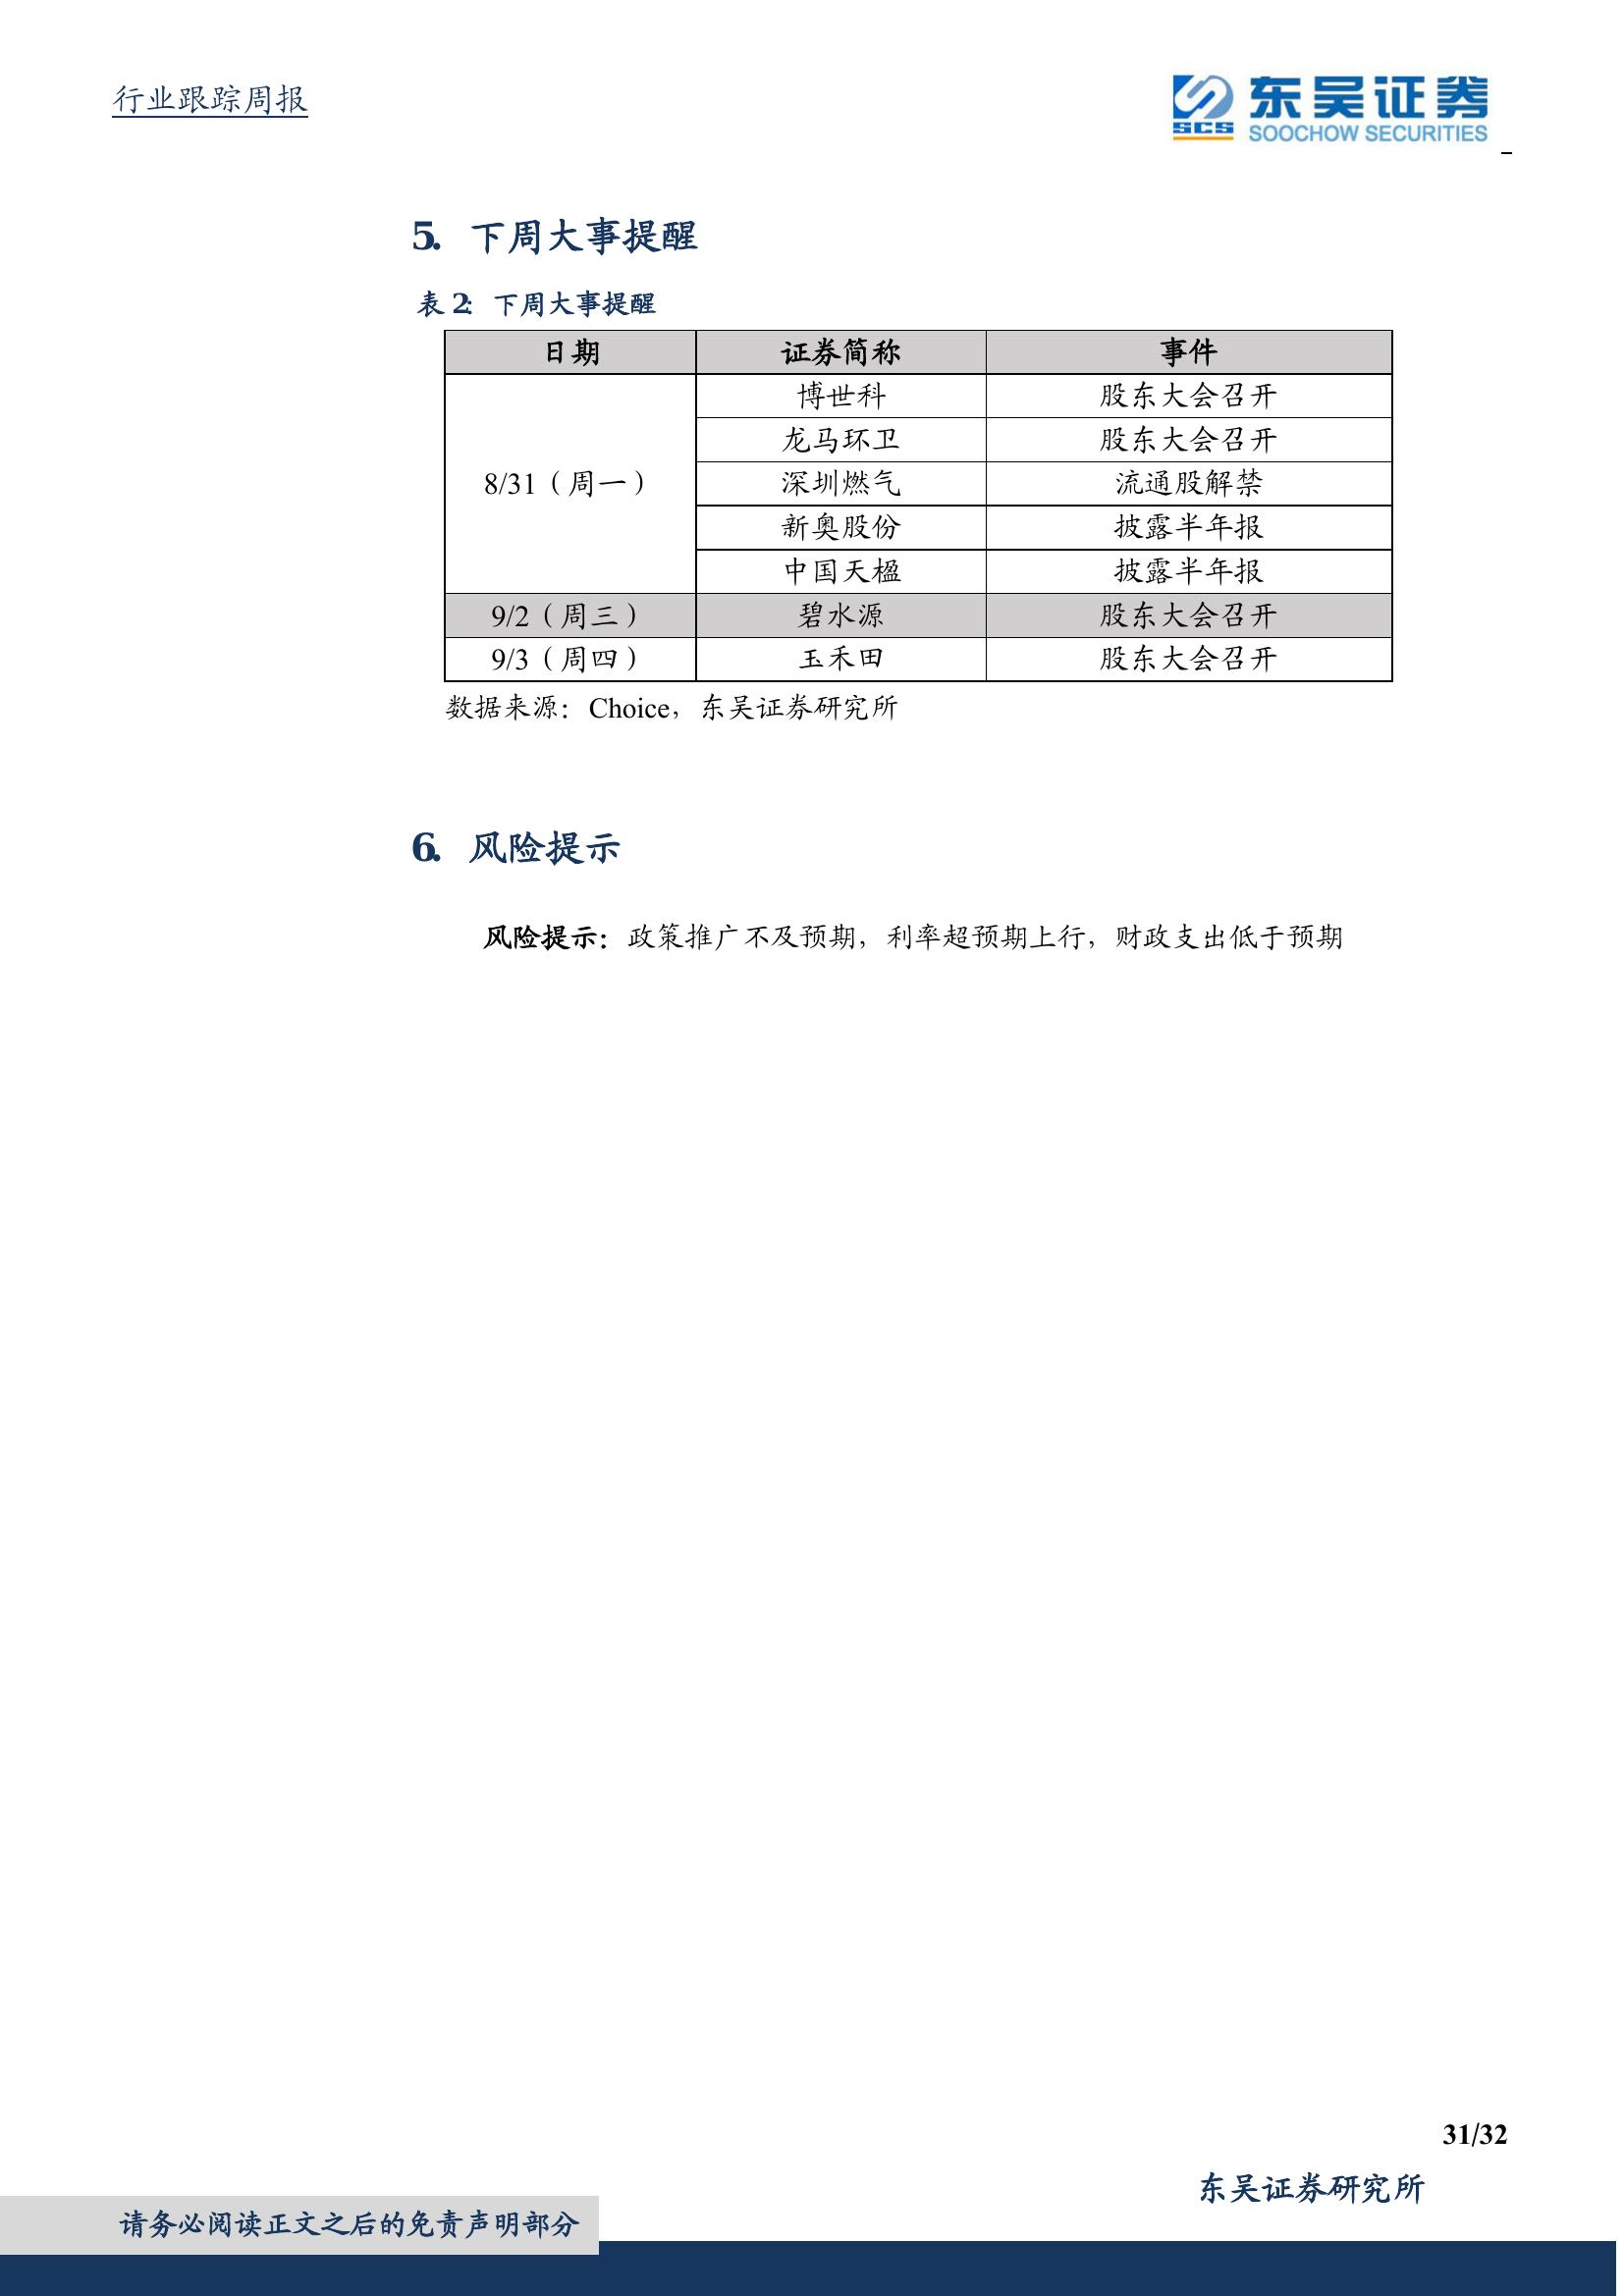 行业跟踪周报
SCS 东吴证券
SOOCHOW SECURITIES
5. 下周大事提醒
表 2: 下周大事提醒
日期 证券简称 事件
8/31（周一） 博世科 股东大会召开
龙马环卫 股东大会召开
深圳燃气 流通股解禁
新奥股份 披露半年报
中国天楹 披露半年报
9/2（周三） 碧水源 股东大会召开
9/3（周四） 玉禾田 股东大会召开
数据来源：Choice，东吴证券研究所
6. 风险提示
风险提示：政策推广不及预期，利率超预期上行，财政支出低于预期
31/32
东吴证券研究所
请务必阅读正文之后的免责声明部分